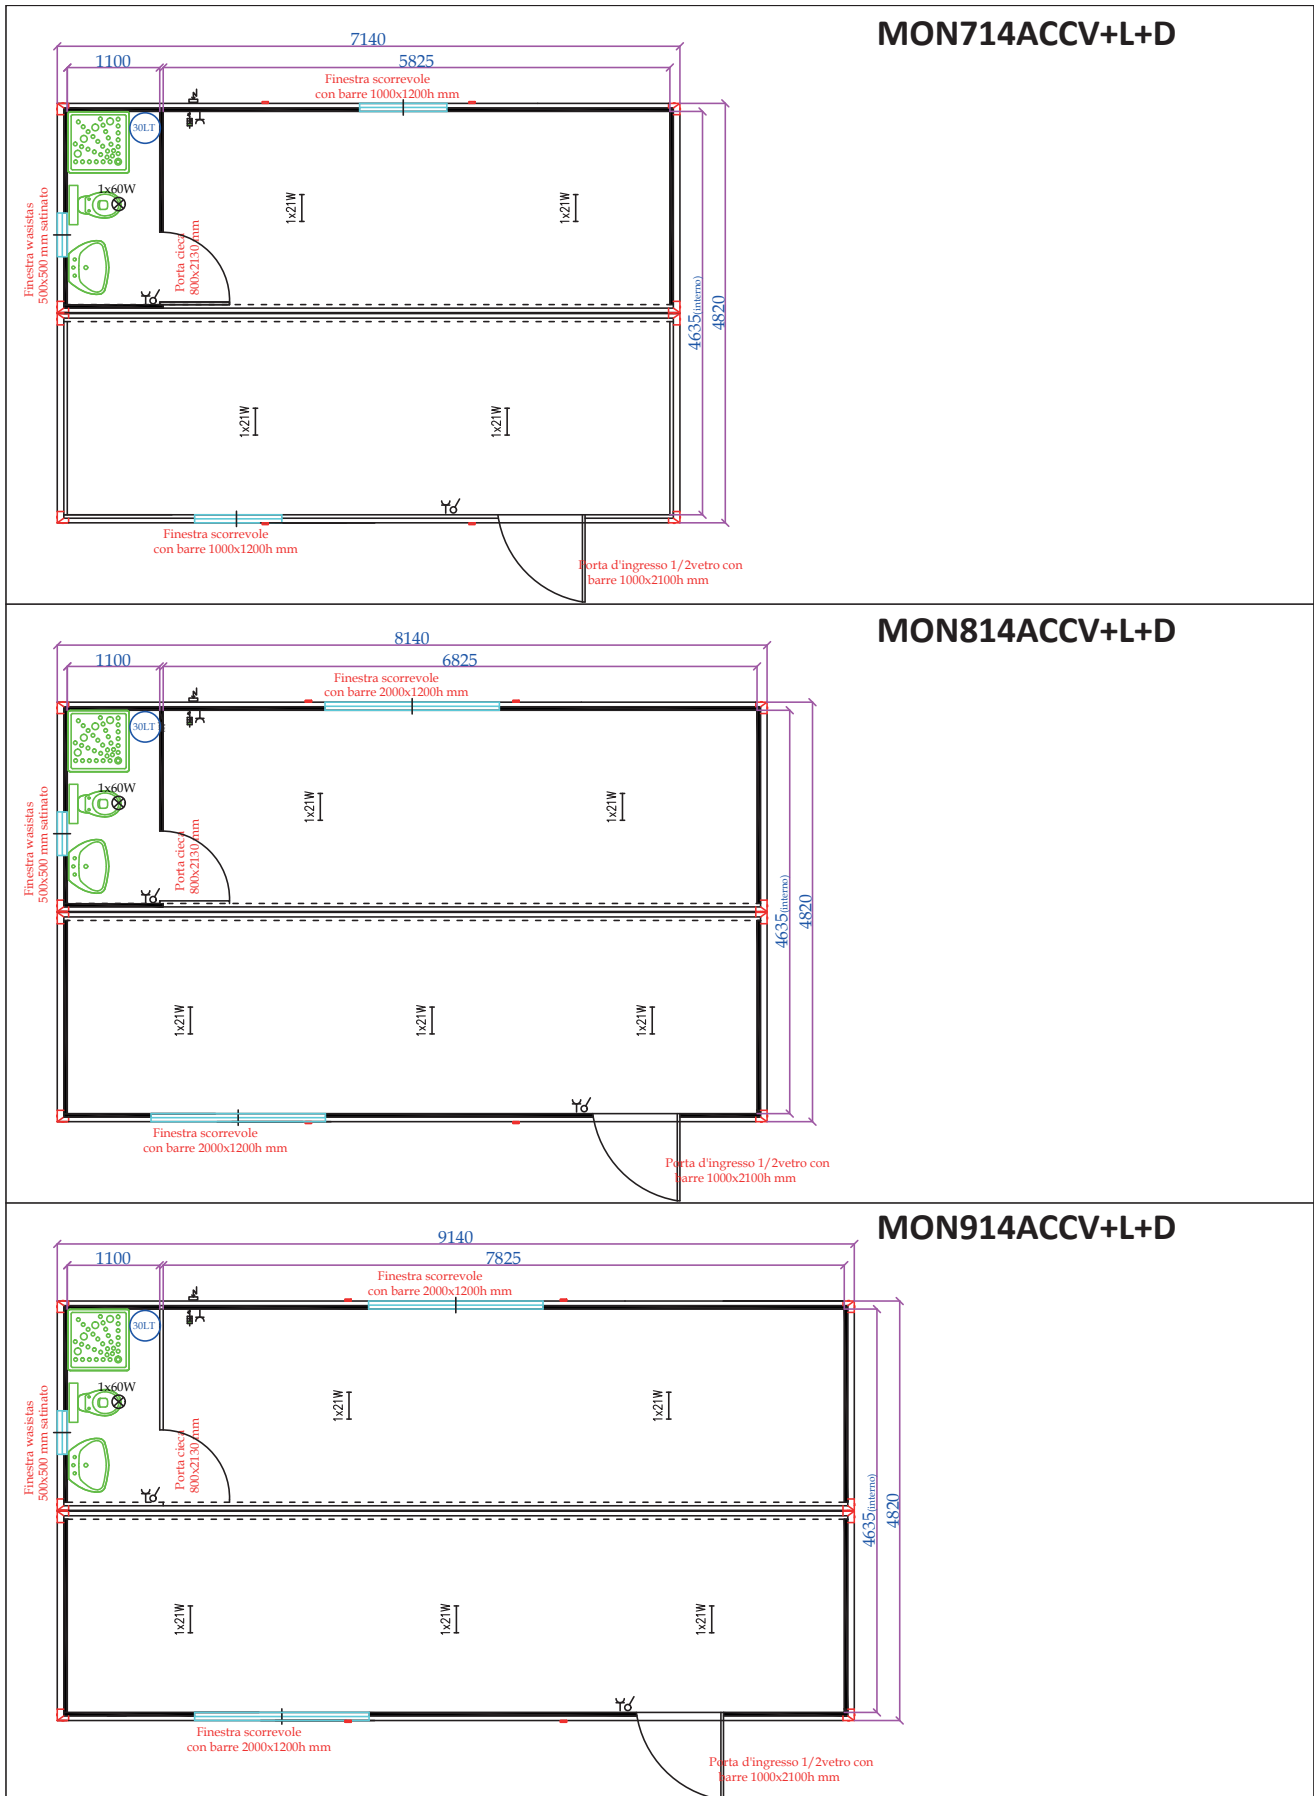 MON714ACCV+L+D
7140
1100
5825
Finestra scorrevole
con barre 1000x1200h mm
30LT
1x60W
Finestra wasistas
500x500 mm satinato
Porta cieca
800x2130 mm
1x21W
1x21W
4635(interno)
4820
1x21W
1x21W
Finestra scorrevole
con barre 1000x1200h mm
Porta d'ingresso 1/2vetro con
barre 1000x2100h mm
MON814ACCV+L+D
8140
1100
6825
Finestra scorrevole
con barre 2000x1200h mm
30LT
1x60W
Finestra wasistas
500x500 mm satinato
Porta cieca
800x2130 mm
1x21W
1x21W
4635(interno)
4820
1x21W
1x21W
1x21W
Finestra scorrevole
con barre 2000x1200h mm
Porta d'ingresso 1/2vetro con
barre 1000x2100h mm
MON914ACCV+L+D
9140
1100
7825
Finestra scorrevole
con barre 2000x1200h mm
30LT
1x60W
Finestra wasistas
500x500 mm satinato
Porta cieca
800x2130 mm
1x21W
1x21W
4635(interno)
4820
1x21W
1x21W
1x21W
Finestra scorrevole
con barre 2000x1200h mm
Porta d'ingresso 1/2vetro con
barre 1000x2100h mm